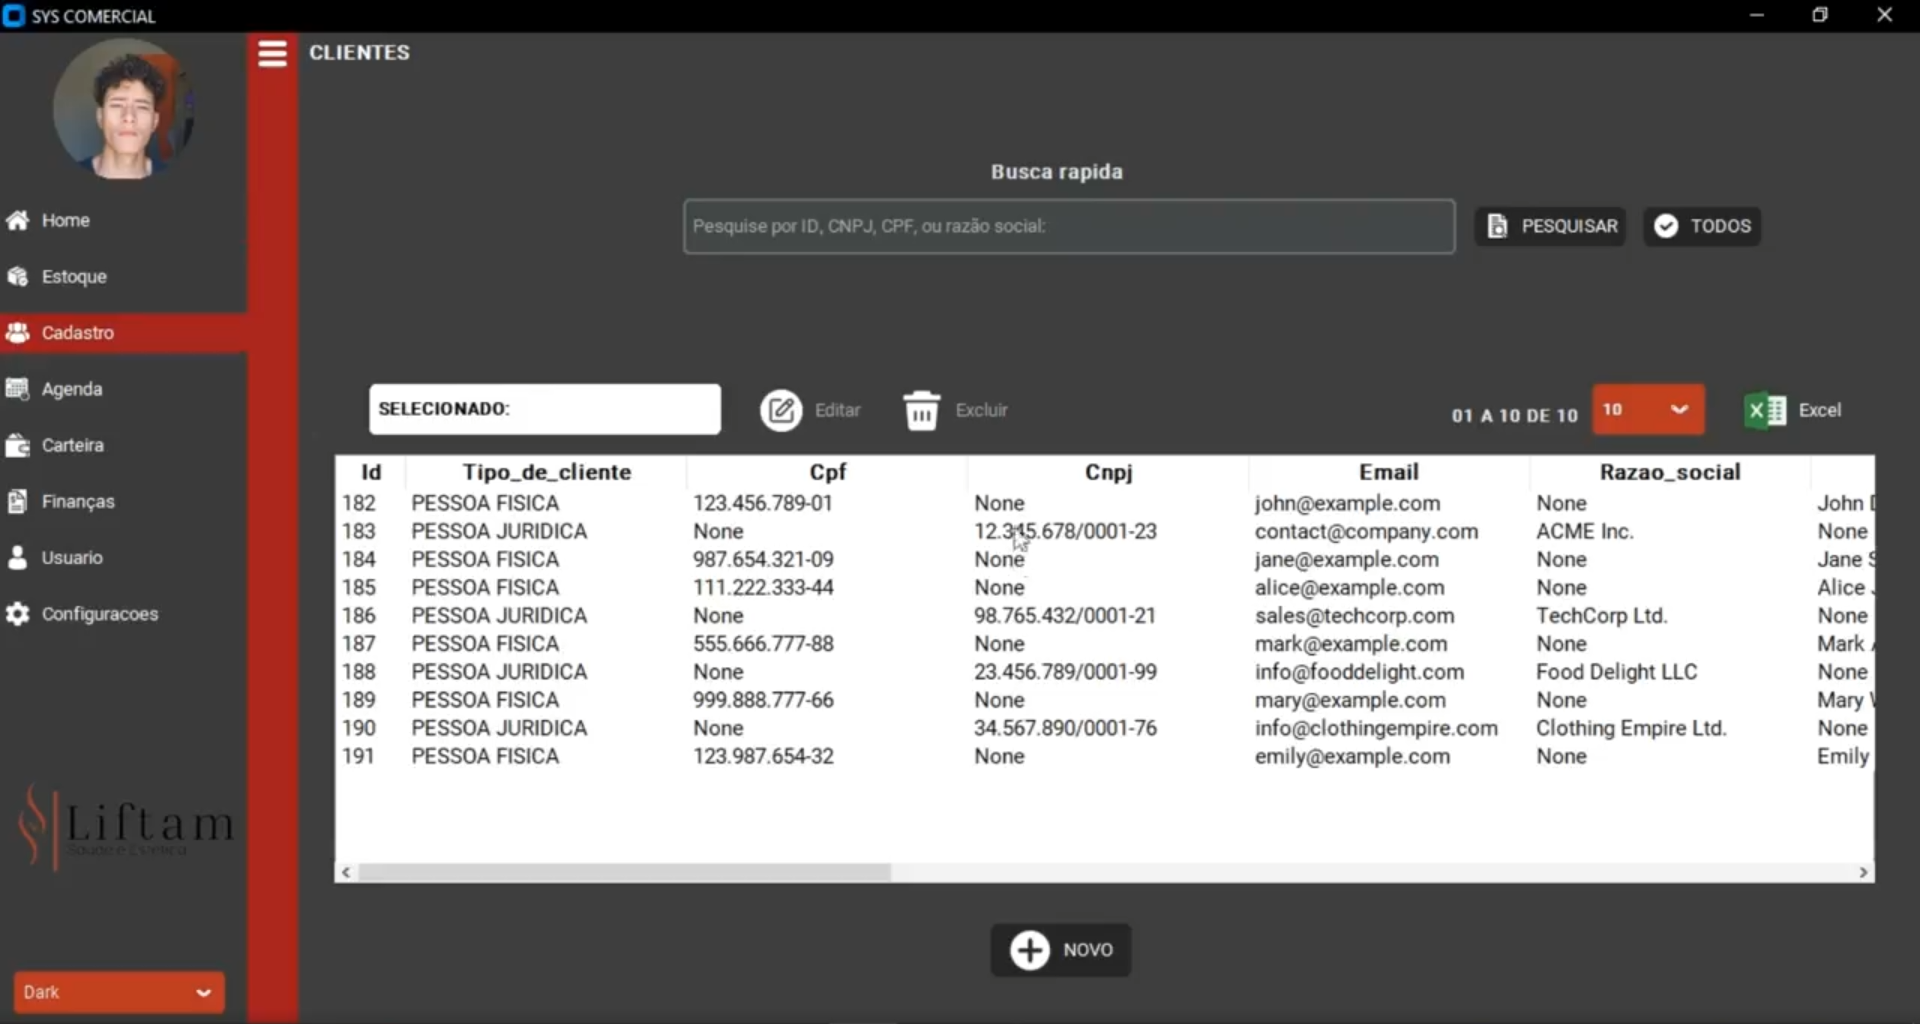 SYS COMERCIAL
CLIENTES
Busca rapida
Pesquise por ID, CNPJ, CPF, ou razão social:
PESQUISAR
TODOS
Home
Estoque
Cadastro
Agenda
Carteira
Finanças
Usuario
Configuracoes
Liftam
Saúde e Estética
Dark
SELECIONADO:
Editar
Excluir
01 A 10 DE 10
10
Excel
Id Tipo_de_cliente Cpf Cnpj Email Razao_social
182 PESSOA FISICA 123.456.789-01 None john@example.com None John
183 PESSOA JURIDICA None 12.345.678/0001-23 contact@company.com ACME Inc. None
184 PESSOA FISICA 987.654.321-09 None jane@example.com None Jane S
185 PESSOA FISICA 111.222.333-44 None alice@example.com None Alice
186 PESSOA JURIDICA None 98.765.432/0001-21 sales@techcorp.com TechCorp Ltd. None
187 PESSOA FISICA 555.666.777-88 None mark@example.com None Mark
188 PESSOA JURIDICA None 23.456.789/0001-99 info@fooddelight.com Food Delight LLC None
189 PESSOA FISICA 999.888.777-66 None mary@example.com None Mary
190 PESSOA JURIDICA None 34.567.890/0001-76 info@clothingempire.com Clothing Empire Ltd. None
191 PESSOA FISICA 123.987.654-32 None emily@example.com None Emily
NOVO